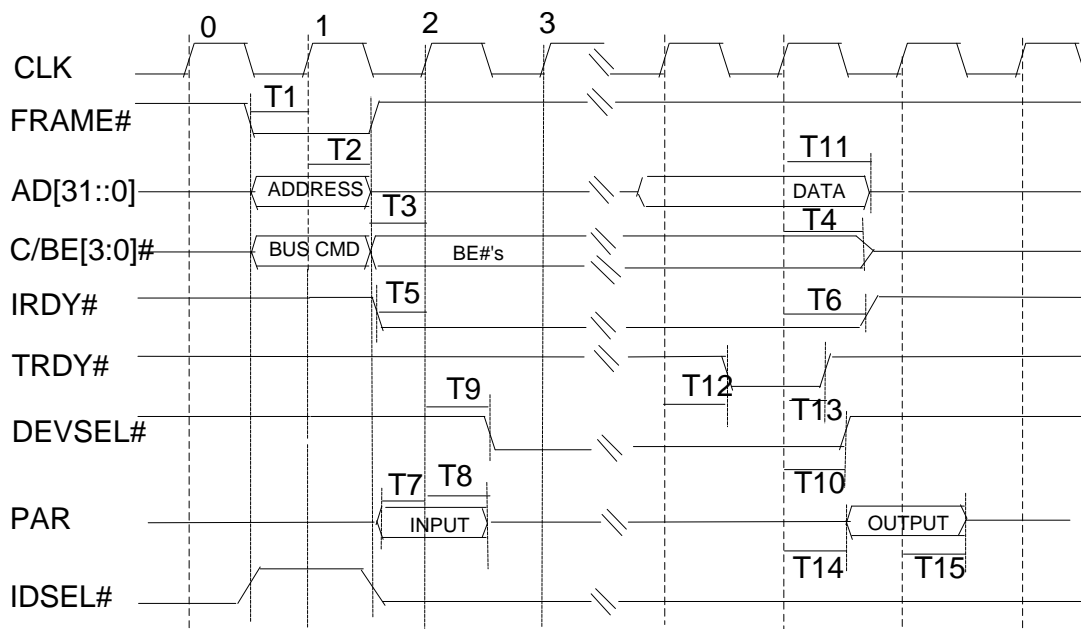 0 1 2 3
CLK
T1
FRAME#
T2 T11
AD[31::0] ADDRESS DATA
T3 T4
C/BE[3:0]# BUS CMD BE#'s
T5 T6
IRDY#
TRDY#
T9 T12 T13
DEVSEL#
T7 T8 T10
PAR INPUT OUTPUT
T14 T15
IDSEL#